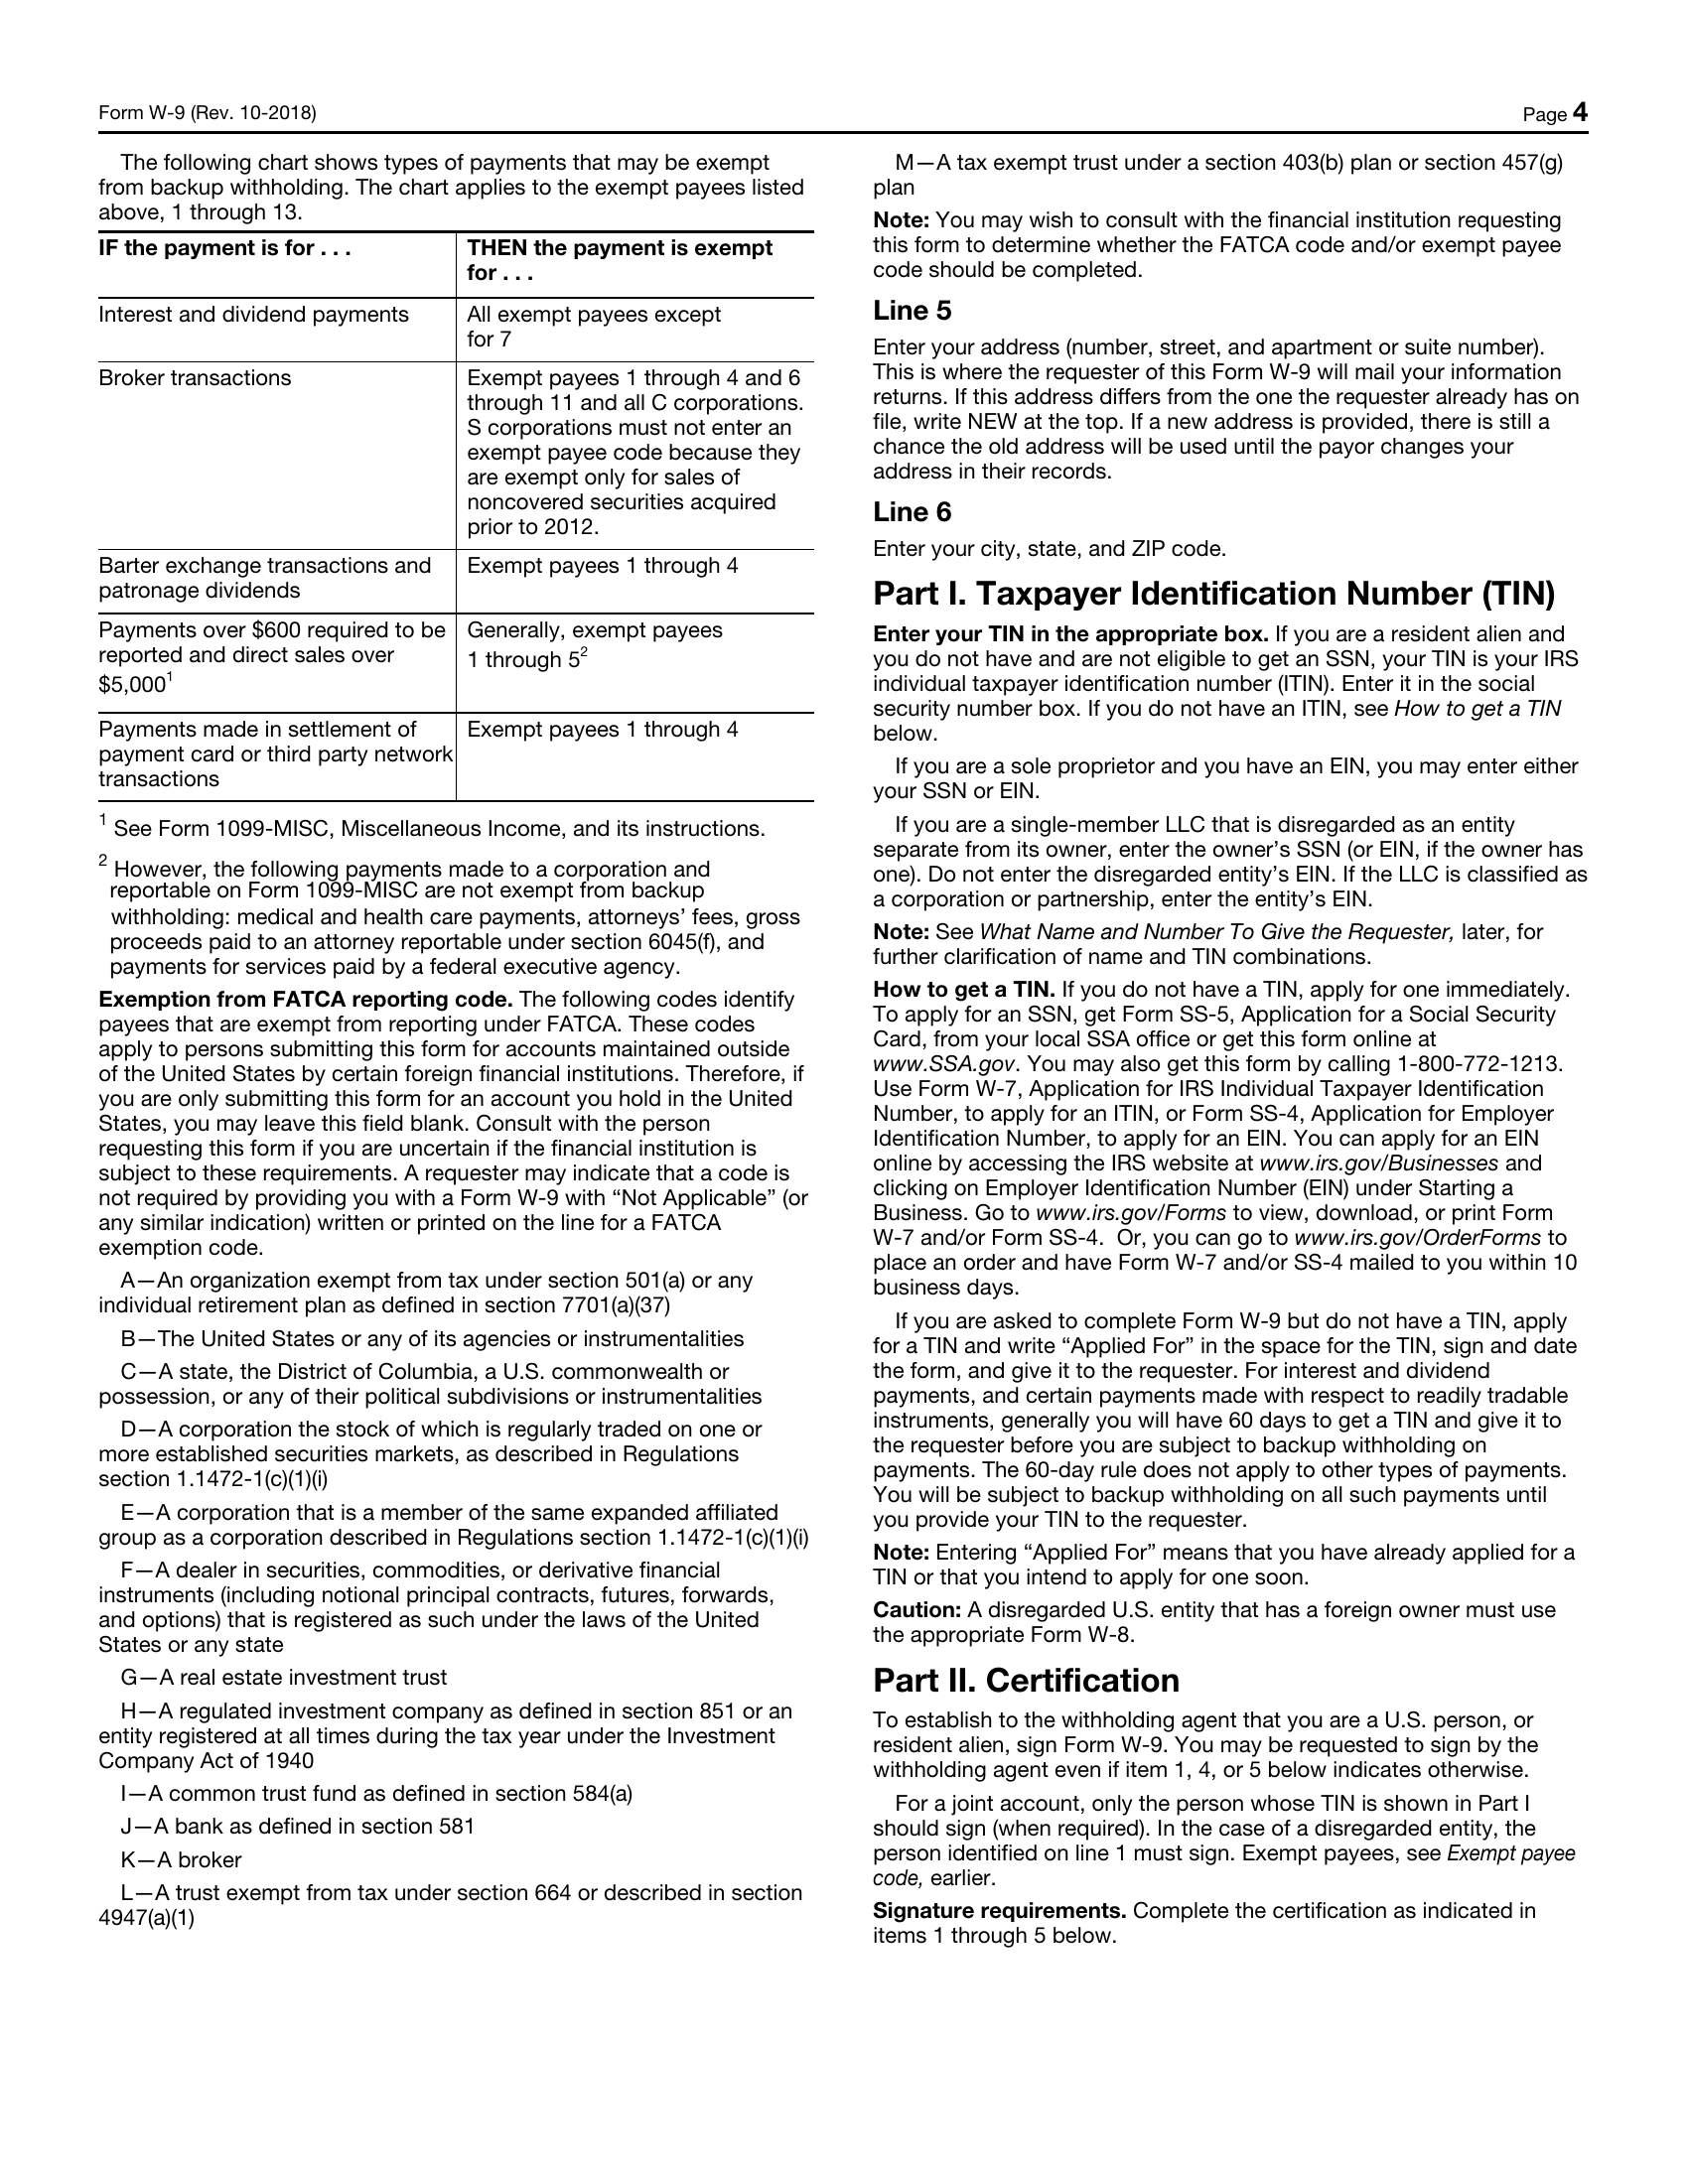 Form W-9 (Rev. 10-2018)
Page 4
The following chart shows types of payments that may be exempt
from backup withholding. The chart applies to the exempt payees listed
above, 1 through 13.
IF the payment is for . . .
THEN the payment is exempt
for . . .
Interest and dividend payments
All exempt payees except
for 7
Broker transactions
Exempt payees 1 through 4 and 6
through 11 and all C corporations.
S corporations must not enter an
exempt payee code because they
are exempt only for sales of
noncovered securities acquired
prior to 2012.
Barter exchange transactions and
patronage dividends
Exempt payees 1 through 4
Payments over $600 required to be
reported and direct sales over
$5,000¹
Generally, exempt payees
1 through 5²
Payments made in settlement of
payment card or third party network
transactions
Exempt payees 1 through 4
¹ See Form 1099-MISC, Miscellaneous Income, and its instructions.
² However, the following payments made to a corporation and
reportable on Form 1099-MISC are not exempt from backup
withholding: medical and health care payments, attorneys’ fees, gross
proceeds paid to an attorney reportable under section 6045(f), and
payments for services paid by a federal executive agency.
Exemption from FATCA reporting code. The following codes identify
payees that are exempt from reporting under FATCA. These codes
apply to persons submitting this form for accounts maintained outside
of the United States by certain foreign financial institutions. Therefore, if
you are only submitting this form for an account you hold in the United
States, you may leave this field blank. Consult with the person
requesting this form if you are uncertain if the financial institution is
subject to these requirements. A requester may indicate that a code is
not required by providing you with a Form W-9 with “Not Applicable” (or
any similar indication) written or printed on the line for a FATCA
exemption code.
A—An organization exempt from tax under section 501(a) or any
individual retirement plan as defined in section 7701(a)(37)
B—The United States or any of its agencies or instrumentalities
C—A state, the District of Columbia, a U.S. commonwealth or
possession, or any of their political subdivisions or instrumentalities
D—A corporation the stock of which is regularly traded on one or
more established securities markets, as described in Regulations
section 1.1472-1(c)(1)(i)
E—A corporation that is a member of the same expanded affiliated
group as a corporation described in Regulations section 1.1472-1(c)(1)(i)
F—A dealer in securities, commodities, or derivative financial
instruments (including notional principal contracts, futures, forwards,
and options) that is registered as such under the laws of the United
States or any state
G—A real estate investment trust
H—A regulated investment company as defined in section 851 or an
entity registered at all times during the tax year under the Investment
Company Act of 1940
I—A common trust fund as defined in section 584(a)
J—A bank as defined in section 581
K—A broker
L—A trust exempt from tax under section 664 or described in section
4947(a)(1)
M—A tax exempt trust under a section 403(b) plan or section 457(g)
plan
Note: You may wish to consult with the financial institution requesting
this form to determine whether the FATCA code and/or exempt payee
code should be completed.
Line 5
Enter your address (number, street, and apartment or suite number).
This is where the requester of this Form W-9 will mail your information
returns. If this address differs from the one the requester already has on
file, write NEW at the top. If a new address is provided, there is still a
chance the old address will be used until the payor changes your
address in their records.
Line 6
Enter your city, state, and ZIP code.
Part I. Taxpayer Identification Number (TIN)
Enter your TIN in the appropriate box. If you are a resident alien and
you do not have and are not eligible to get an SSN, your TIN is your IRS
individual taxpayer identification number (ITIN). Enter it in the social
security number box. If you do not have an ITIN, see How to get a TIN
below.
If you are a sole proprietor and you have an EIN, you may enter either
your SSN or EIN.
If you are a single-member LLC that is disregarded as an entity
separate from its owner, enter the owner’s SSN (or EIN, if the owner has
one). Do not enter the disregarded entity’s EIN. If the LLC is classified as
a corporation or partnership, enter the entity’s EIN.
Note: See What Name and Number To Give the Requester, later, for
further clarification of name and TIN combinations.
How to get a TIN. If you do not have a TIN, apply for one immediately.
To apply for an SSN, get Form SS-5, Application for a Social Security
Card, from your local SSA office or get this form online at
www.SSA.gov. You may also get this form by calling 1-800-772-1213.
Use Form W-7, Application for IRS Individual Taxpayer Identification
Number, to apply for an ITIN, or Form SS-4, Application for Employer
Identification Number, to apply for an EIN. You can apply for an EIN
online by accessing the IRS website at www.irs.gov/Businesses and
clicking on Employer Identification Number (EIN) under Starting a
Business. Go to www.irs.gov/Forms to view, download, or print Form
W-7 and/or Form SS-4. Or, you can go to www.irs.gov/OrderForms to
place an order and have Form W-7 and/or SS-4 mailed to you within 10
business days.
If you are asked to complete Form W-9 but do not have a TIN, apply
for a TIN and write “Applied For” in the space for the TIN, sign and date
the form, and give it to the requester. For interest and dividend
payments, and certain payments made with respect to readily tradable
instruments, generally you will have 60 days to get a TIN and give it to
the requester before you are subject to backup withholding on
payments. The 60-day rule does not apply to other types of payments.
You will be subject to backup withholding on all such payments until
you provide your TIN to the requester.
Note: Entering “Applied For” means that you have already applied for a
TIN or that you intend to apply for one soon.
Caution: A disregarded U.S. entity that has a foreign owner must use
the appropriate Form W-8.
Part II. Certification
To establish to the withholding agent that you are a U.S. person, or
resident alien, sign Form W-9. You may be requested to sign by the
withholding agent even if item 1, 4, or 5 below indicates otherwise.
For a joint account, only the person whose TIN is shown in Part I
should sign (when required). In the case of a disregarded entity, the
person identified on line 1 must sign. Exempt payees, see Exempt payee
code, earlier.
Signature requirements. Complete the certification as indicated in
items 1 through 5 below.